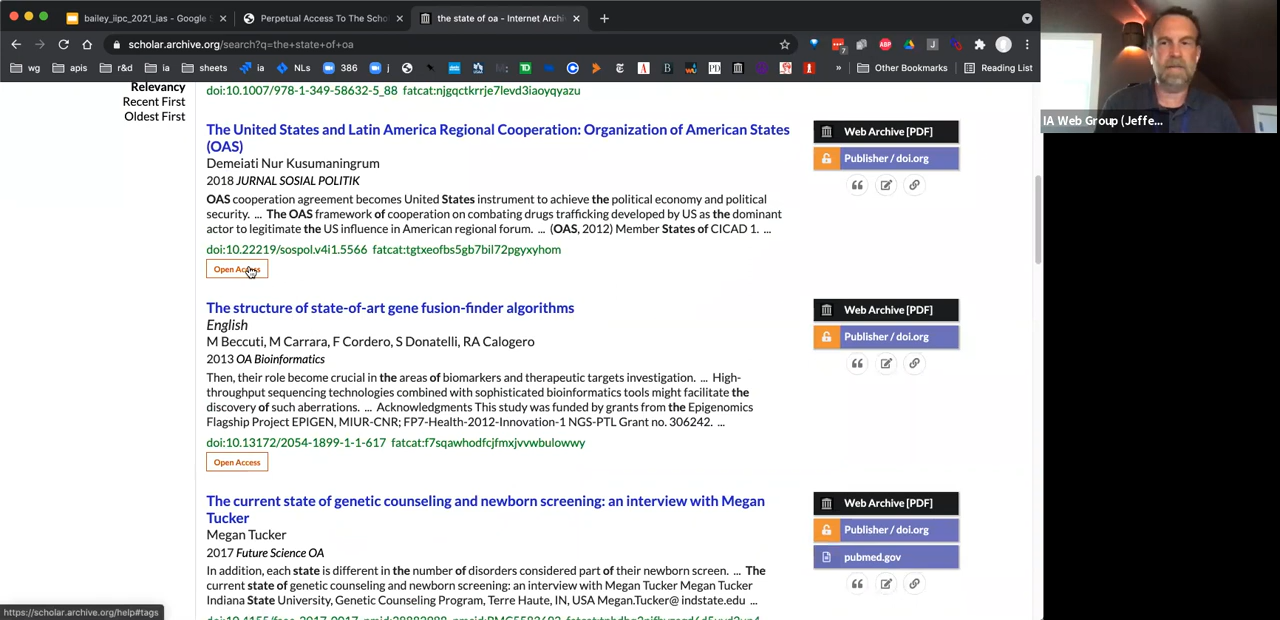 bailey_iipc_2021_ias - Google S
Perpetual Access To The Scho
the state of oa - Internet Archi
scholar.archive.org/search?q=the+state+of+oa
7
ABP
J
wg
apis
r&d
ia
sheets
ia
NLs
386
j
TD
A
B
PD
Other Bookmarks
Reading List
IA Web Group (Jeffe...
Relevancy
Recent First
Oldest First
doi:10.1007/978-1-349-58632-5_88 fatcat:njgqctkrrje7levd3iaoyqyazu
The United States and Latin America Regional Cooperation: Organization of American States
(OAS)
Demeiati Nur Kusumaningrum
2018 JURNAL SOSIAL POLITIK
OAS cooperation agreement becomes United States instrument to achieve the political economy and political
security. ... The OAS framework of cooperation on combating drugs trafficking developed by US as the dominant
actor to legitimate the US influence in American regional forum. ... (OAS, 2012) Member States of CICAD 1. ...
doi:10.22219/sospol.v4i1.5566 fatcat:tgtxeofbs5gb7bil72pgyxyhom
Open Access
Web Archive [PDF]
Publisher / doi.org
The structure of state-of-art gene fusion-finder algorithms
English
M Beccuti, M Carrara, F Cordero, S Donatelli, RA Calogero
2013 OA Bioinformatics
Then, their role become crucial in the areas of biomarkers and therapeutic targets investigation. ... High-
throughput sequencing technologies combined with sophisticated bioinformatics tools might facilitate the
discovery of such aberrations. ... Acknowledgments This study was funded by grants from the Epigenomics
Flagship Project EPIGEN, MIUR-CNR; FP7-Health-2012-Innovation-1 NGS-PTL Grant no. 306242. ...
doi:10.13172/2054-1899-1-1-617 fatcat:f7sqawhodfcjfmxjvvwbulowwy
Open Access
Web Archive [PDF]
Publisher / doi.org
The current state of genetic counseling and newborn screening: an interview with Megan
Tucker
Megan Tucker
2017 Future Science OA
In addition, each state is different in the number of disorders considered part of their newborn screen. ... The
current state of genetic counseling and newborn screening: an interview with Megan Tucker Megan Tucker
Indiana State University, Genetic Counseling Program, Terre Haute, IN, USA Megan.Tucker@ indstate.edu ...
Web Archive [PDF]
Publisher / doi.org
pubmed.gov
https://scholar.archive.org/help#tags